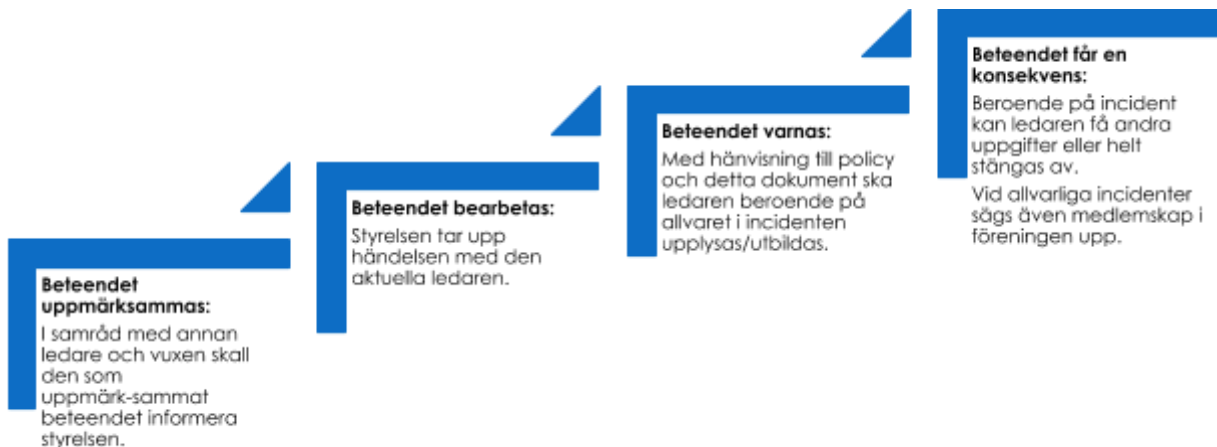 Beteendet
uppmärksammas:
I samråd med annan
ledare och vuxen skall
den som
uppmärk-sammat
beteendet informera
styrelsen.
Beteendet bearbetas:
Styrelsen tar upp
händelsen med den
aktuella ledaren.
Beteendet varnas:
Med hänvisning till policy
och detta dokument ska
ledaren beroende på
allvaret i incidenten
upplysas/utbildas.
Beteendet får en
konsekvens:
Beroende på incident
kan ledaren få andra
uppgifter eller helt
stängas av.
Vid allvarliga incidenter
sägs även medlemskap i
föreningen upp.